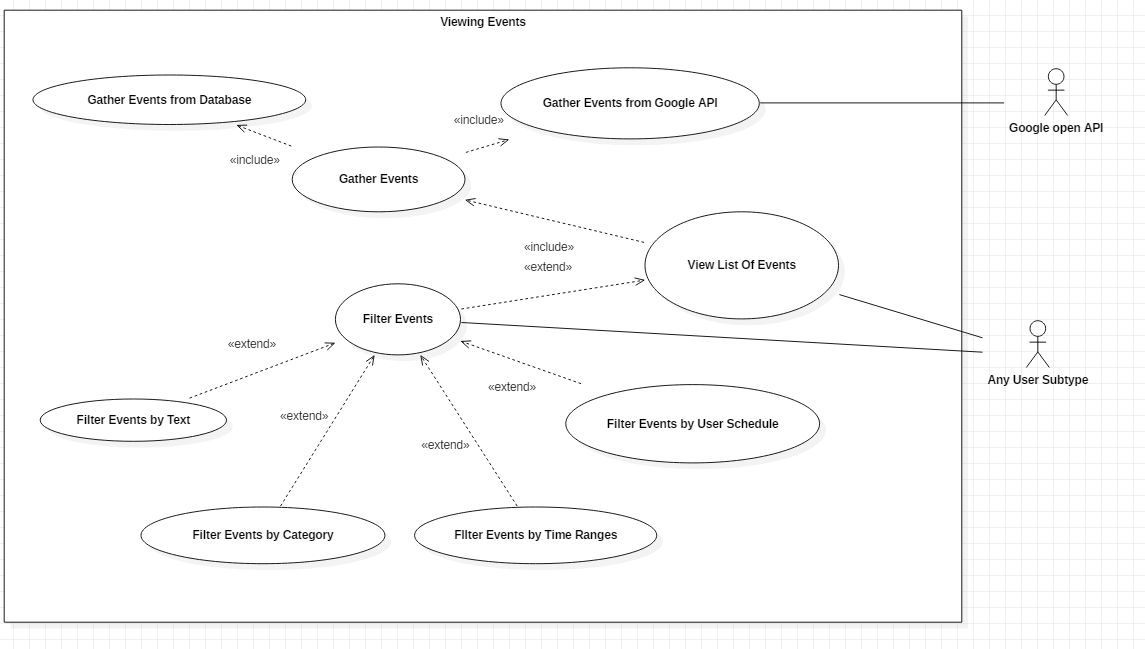 Viewing Events
Gather Events from Database
Gather Events from Google API
«include»
Google open API
«include»
Gather Events
«include»
View List Of Events
«extend»
Filter Events
«extend»
Any User Subtype
«extend»
«extend»
Filter Events by Text
Filter Events by User Schedule
«extend»
Filter Events by Category
FIlter Events by Time Ranges